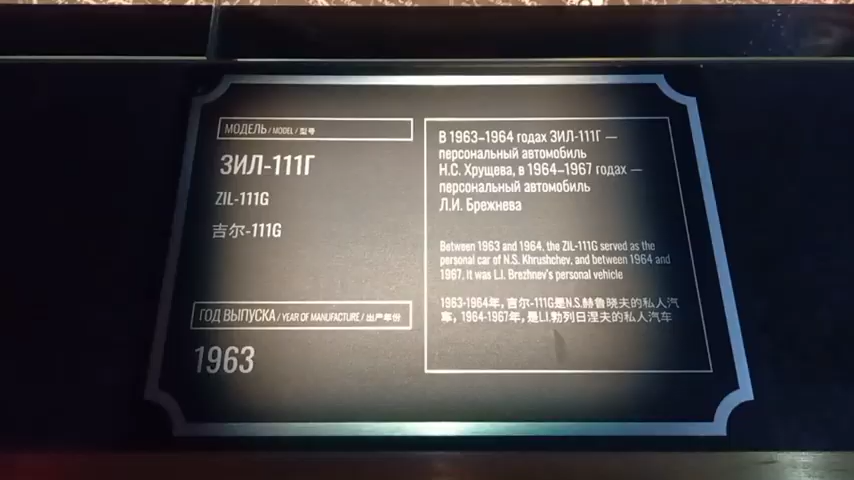 МОДЕЛЬ / MODEL / 型号
ЗИЛ-111Г
ZIL-111G
吉尔-111G
ГОД ВЫПУСКА / YEAR OF MANUFACTURE / 出产年份
1963
В 1963–1964 годах ЗИЛ-111Г —
персональный автомобиль
Н.С. Хрущева, в 1964–1967 годах —
персональный автомобиль
Л.И. Брежнева
Between 1963 and 1964, the ZIL-111G served as the
personal car of N.S. Khrushchev, and between 1964 and
1967, it was L.I. Brezhnev's personal vehicle
1963-1964年，吉尔-111G是N.S.赫鲁晓夫的私人汽
车，1964-1967年，是L.I.勃列日涅夫的私人汽车